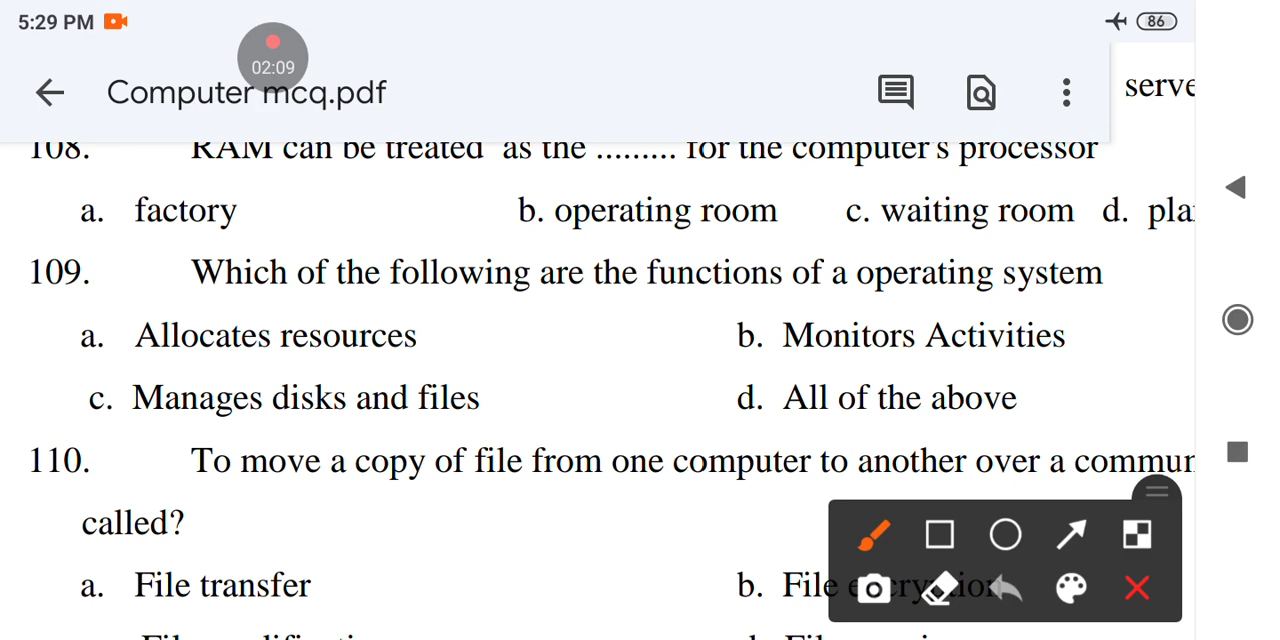 5:29 PM 86
02:09
Computer mcq.pdf
serve
108. RAM can be treated as the ......... for the computer's processor
a. factory b. operating room c. waiting room d. pla
109. Which of the following are the functions of a operating system
a. Allocates resources b. Monitors Activities
c. Manages disks and files d. All of the above
110. To move a copy of file from one computer to another over a commun
called?
a. File transfer b. File